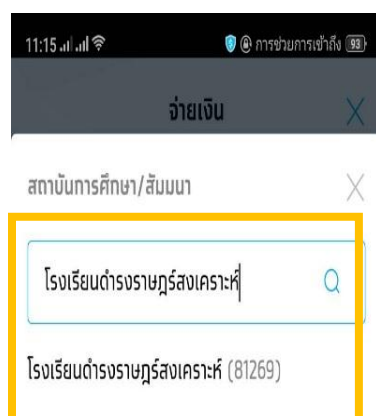 11:15 การช่วยการเข้าถึง 93
จ่ายเงิน
สถาบันการศึกษา/สัมมนา
โรงเรียนดำรงราษฎร์สงเคราะห์
โรงเรียนดำรงราษฎร์สงเคราะห์ (81269)